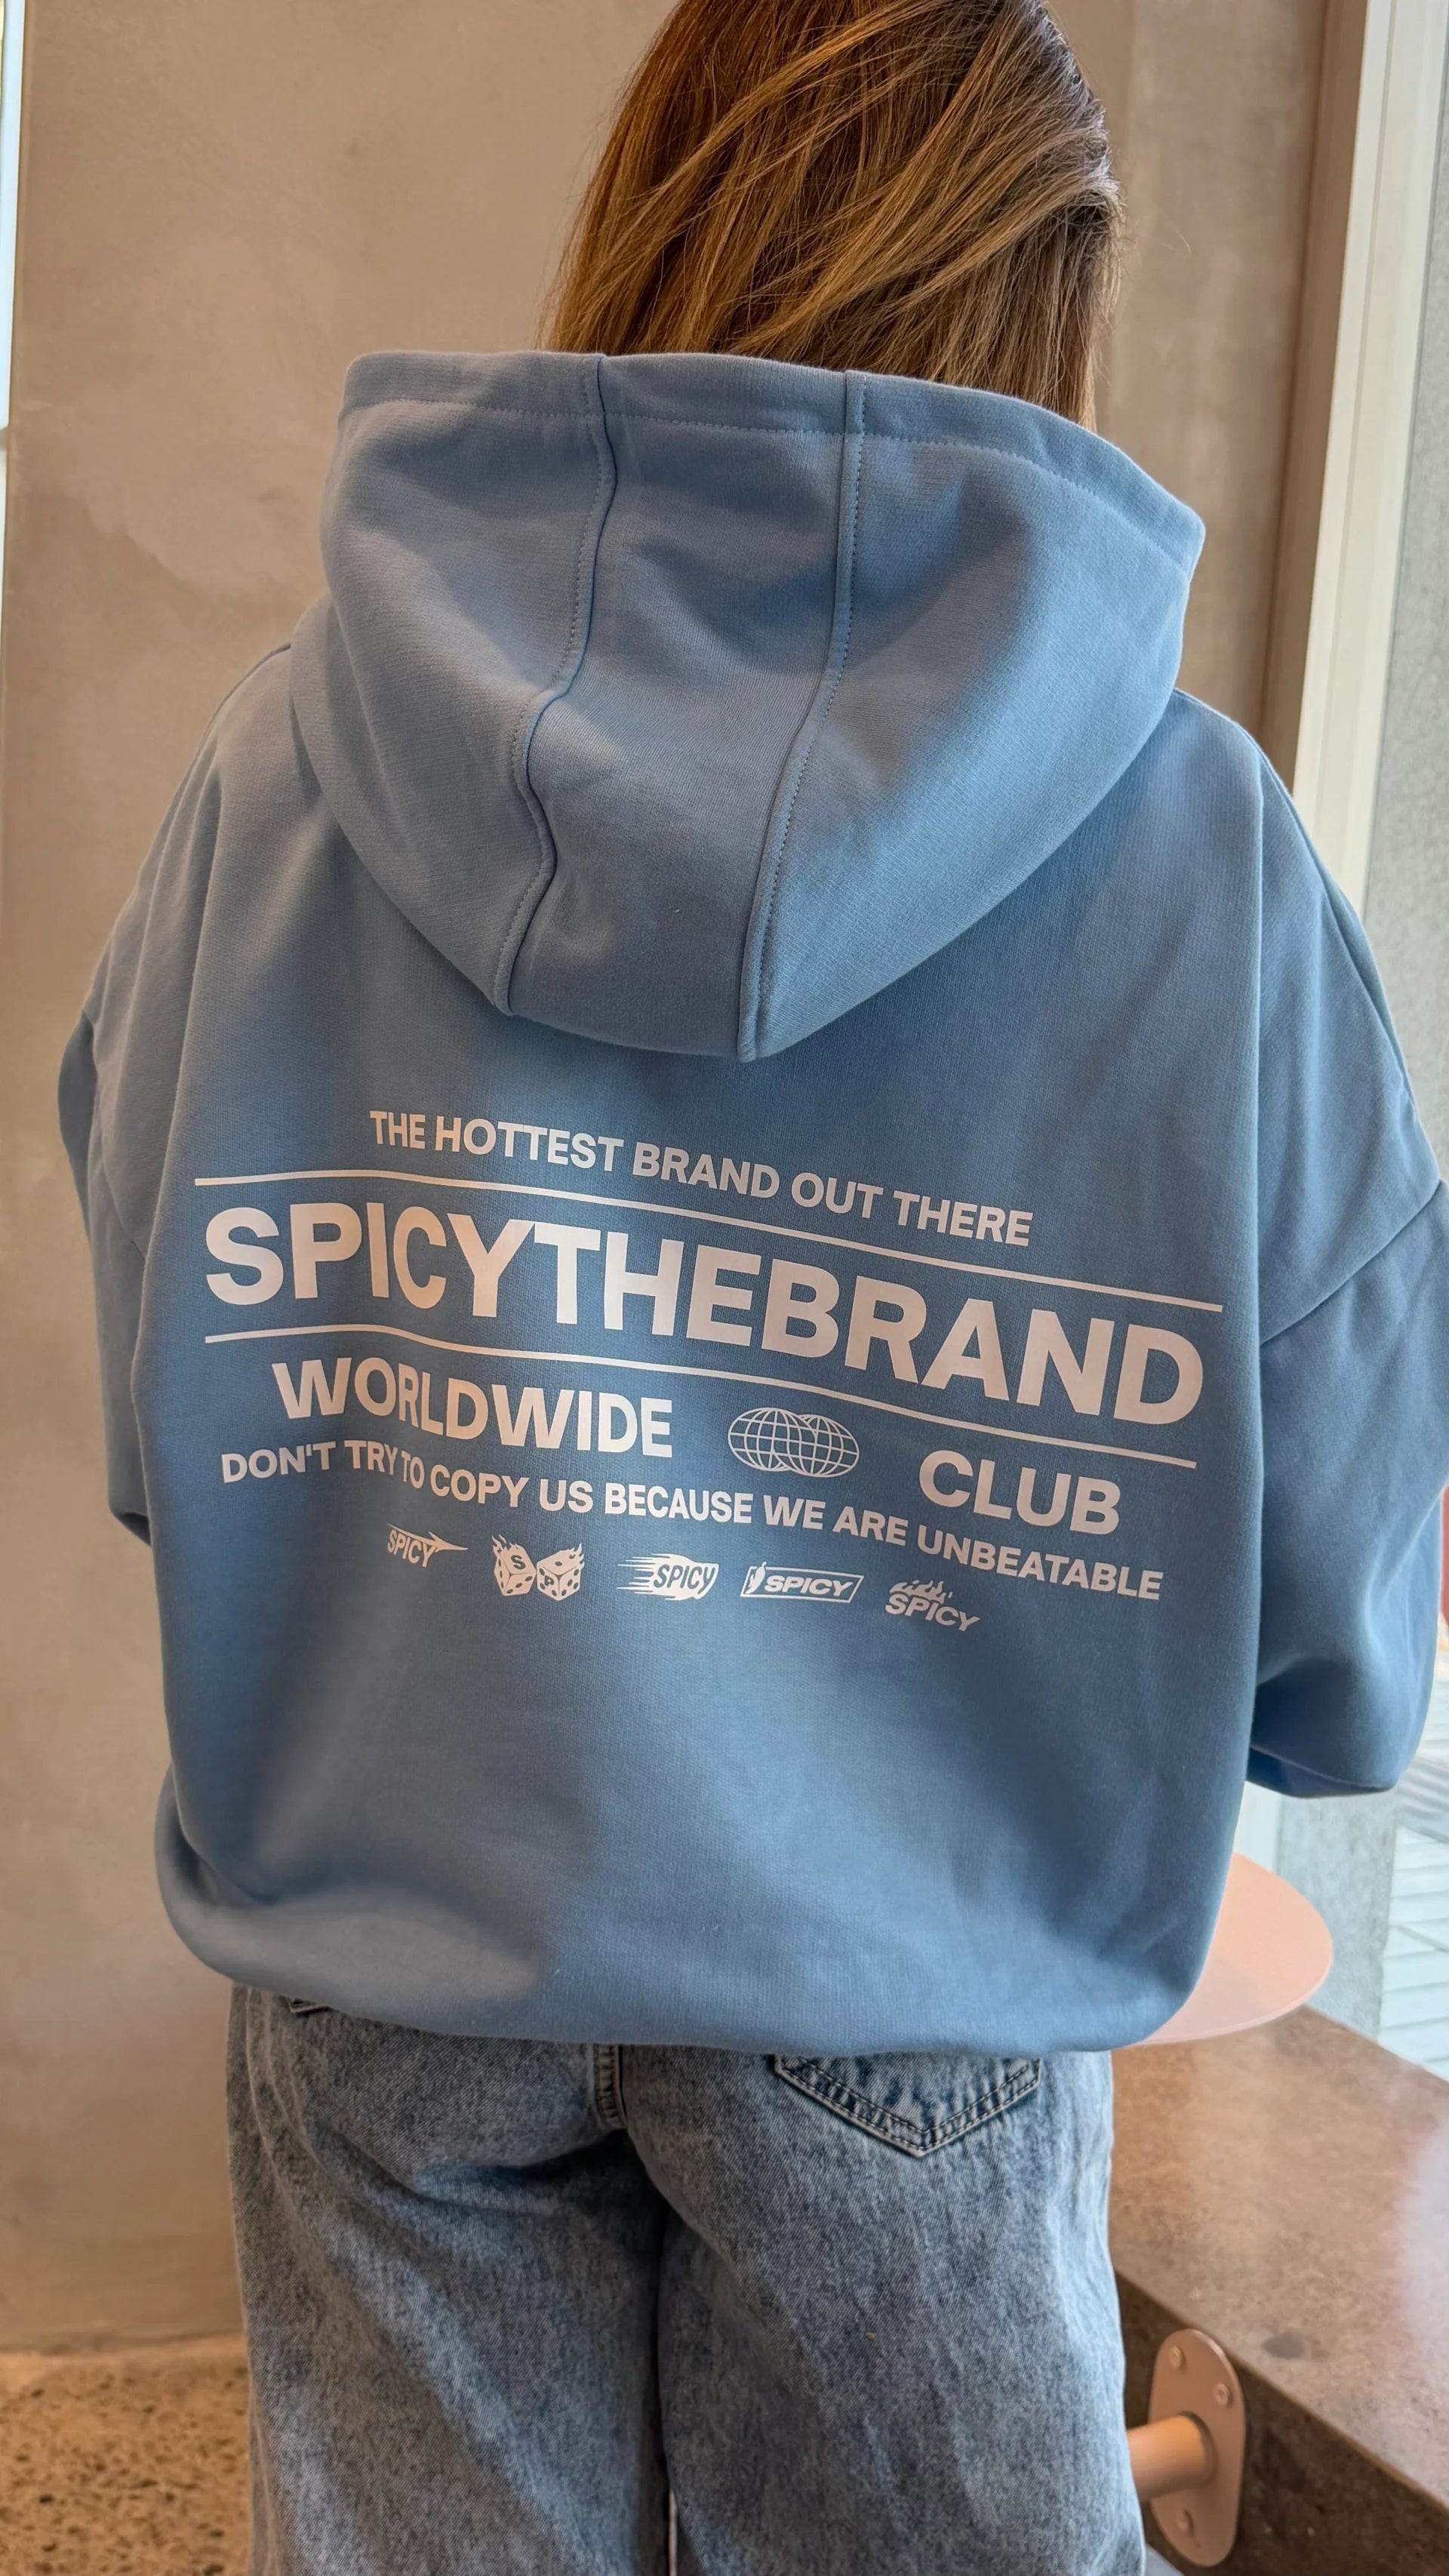 THE HOTTEST BRAND OUT THERE
SPICYTHEBRAND
WORLDWIDE CLUB
DON'T TRY TO COPY US BECAUSE WE ARE UNBEATABLE
SPICY S P SPICY SPICY SPICY